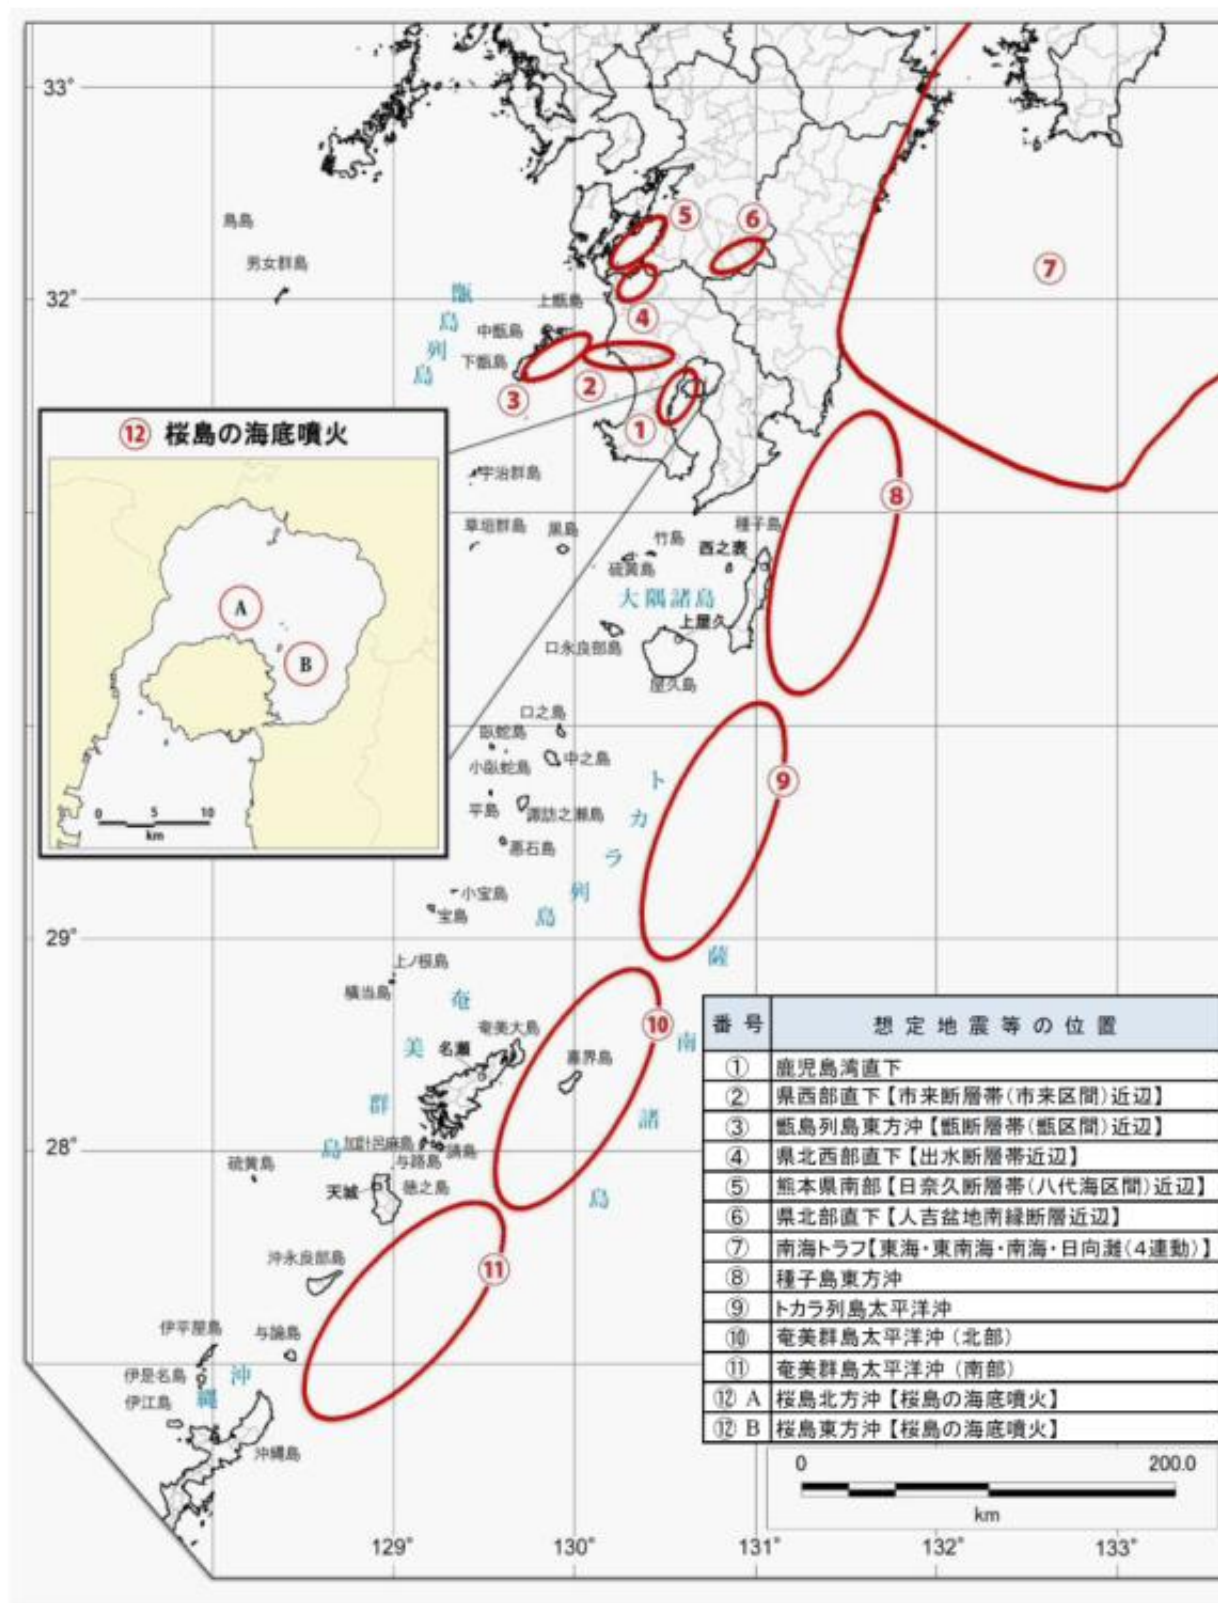 33°
⑤
⑥
鳥島
男女群島
⑦
32°
甑島列島
上甑島
④
中甑島
下甑島
②
③
①
⑫ 桜島の海底噴火
A
B
0 5 10
km
宇治群島
⑧
草垣群島
黒島
竹島
種子島
西之表
硫黄島
大隅諸島
上屋久
口永良部島
屋久島
口之島
臥蛇島
小臥蛇島
中之島
⑨
平島
諏訪之瀬島
トカラ列島
悪石島
小宝島
宝島
29°
上ノ根島
横当島
薩南諸島
奄美群島
奄美大島
名瀬
⑩
喜界島
加計呂麻島
請島
28°
与路島
硫黄島
天城
徳之島
沖永良部島
⑪
伊平屋島
与論島
伊是名島
沖縄
伊江島
沖縄島
番号 想定地震等の位置
① 鹿児島湾直下
② 県西部直下【市来断層帯(市来区間)近辺】
③ 甑島列島東方沖【甑断層帯(甑区間)近辺】
④ 県北西部直下【出水断層帯近辺】
⑤ 熊本県南部【日奈久断層帯(八代海区間)近辺】
⑥ 県北部直下【人吉盆地南縁断層近辺】
⑦ 南海トラフ【東海・東南海・南海・日向灘(4連動)】
⑧ 種子島東方沖
⑨ トカラ列島太平洋沖
⑩ 奄美群島太平洋沖(北部)
⑪ 奄美群島太平洋沖(南部)
⑫ A 桜島北方沖【桜島の海底噴火】
⑫ B 桜島東方沖【桜島の海底噴火】
0 200.0
km
129° 130° 131° 132° 133°